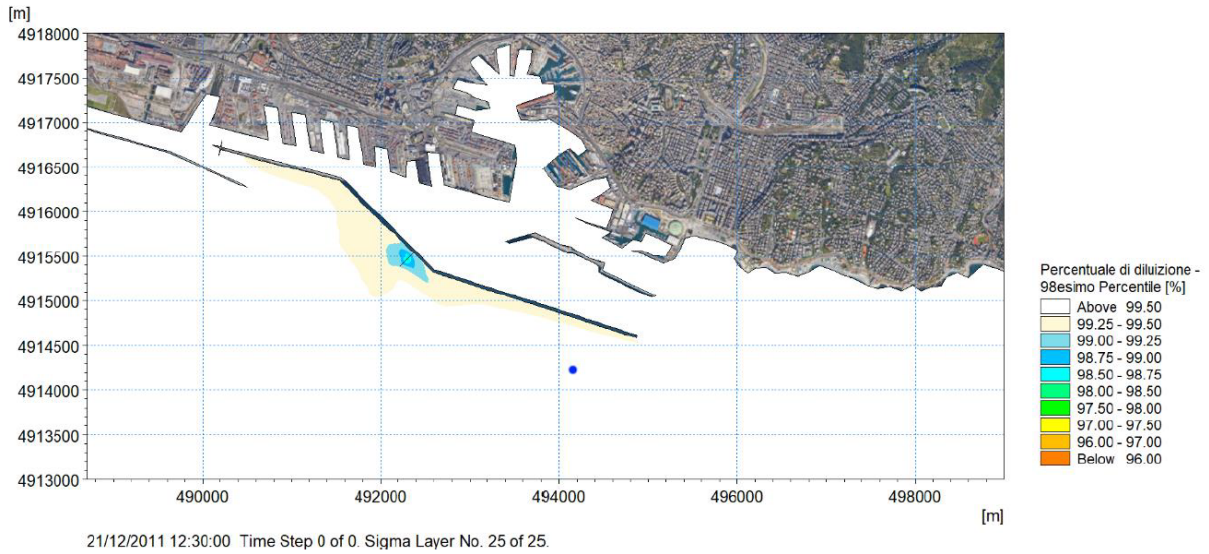 [m]
4918000
4917500
4917000
4916500
4916000
4915500
4915000
4914500
4914000
4913500
4913000
490000 492000 494000 496000 498000
[m]
Percentuale di diluizione -
98esimo Percentile [%]
Above 99.50
99.25 - 99.50
99.00 - 99.25
98.75 - 99.00
98.50 - 98.75
98.00 - 98.50
97.50 - 98.00
97.00 - 97.50
96.00 - 97.00
Below 96.00
21/12/2011 12:30:00 Time Step 0 of 0. Sigma Layer No. 25 of 25.